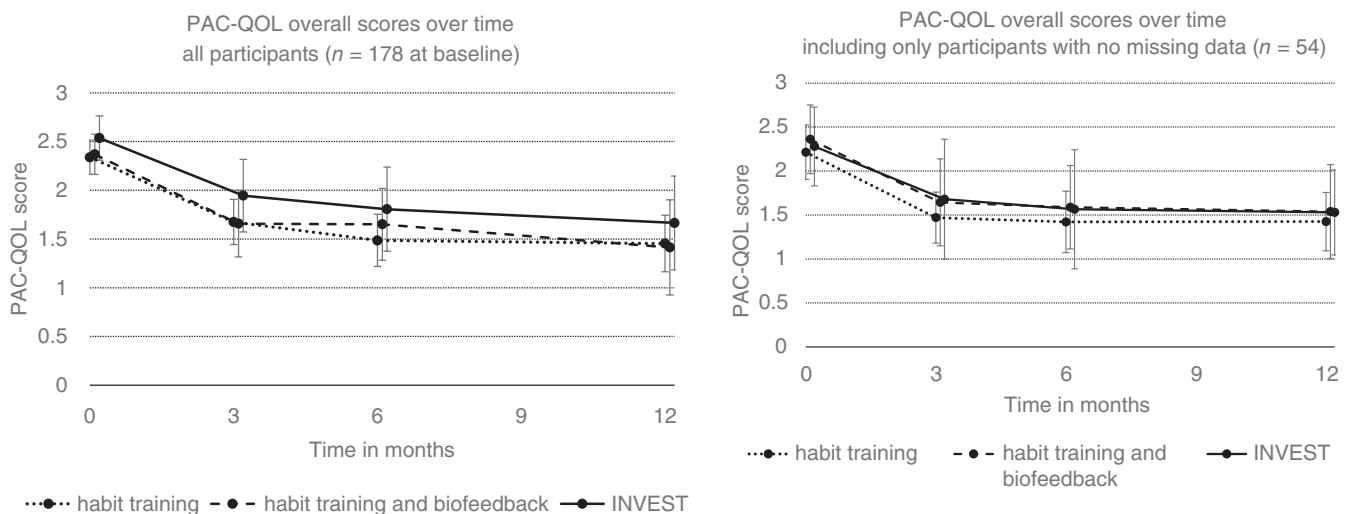 PAC-QOL overall scores over time
all participants (n = 178 at baseline)
3
2.5
2
1.5
1
0.5
0
PAC-QOL score
0 3 6 9 12
Time in months
habit training habit training and biofeedback INVEST
PAC-QOL overall scores over time
including only participants with no missing data (n = 54)
3
2.5
2
1.5
1
0.5
0
PAC-QOL score
0 3 6 9 12
Time in months
habit training habit training and INVEST
biofeedback